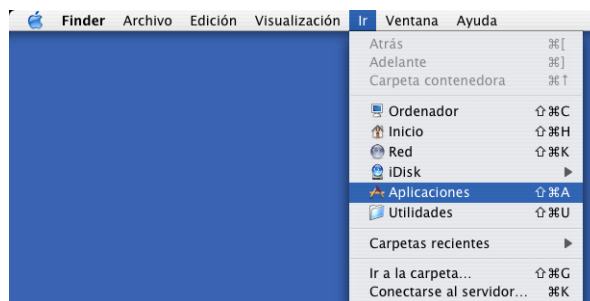 Finder Archivo Edición Visualización Ir Ventana Ayuda
Atrás ⌘[
Adelante ⌘]
Carpeta contenedora ⌘↑
Ordenador ⇧⌘C
Inicio ⇧⌘H
Red ⇧⌘K
iDisk ▶
Aplicaciones ⇧⌘A
Utilidades ⇧⌘U
Carpetas recientes ▶
Ir a la carpeta... ⇧⌘G
Conectarse al servidor... ⌘K